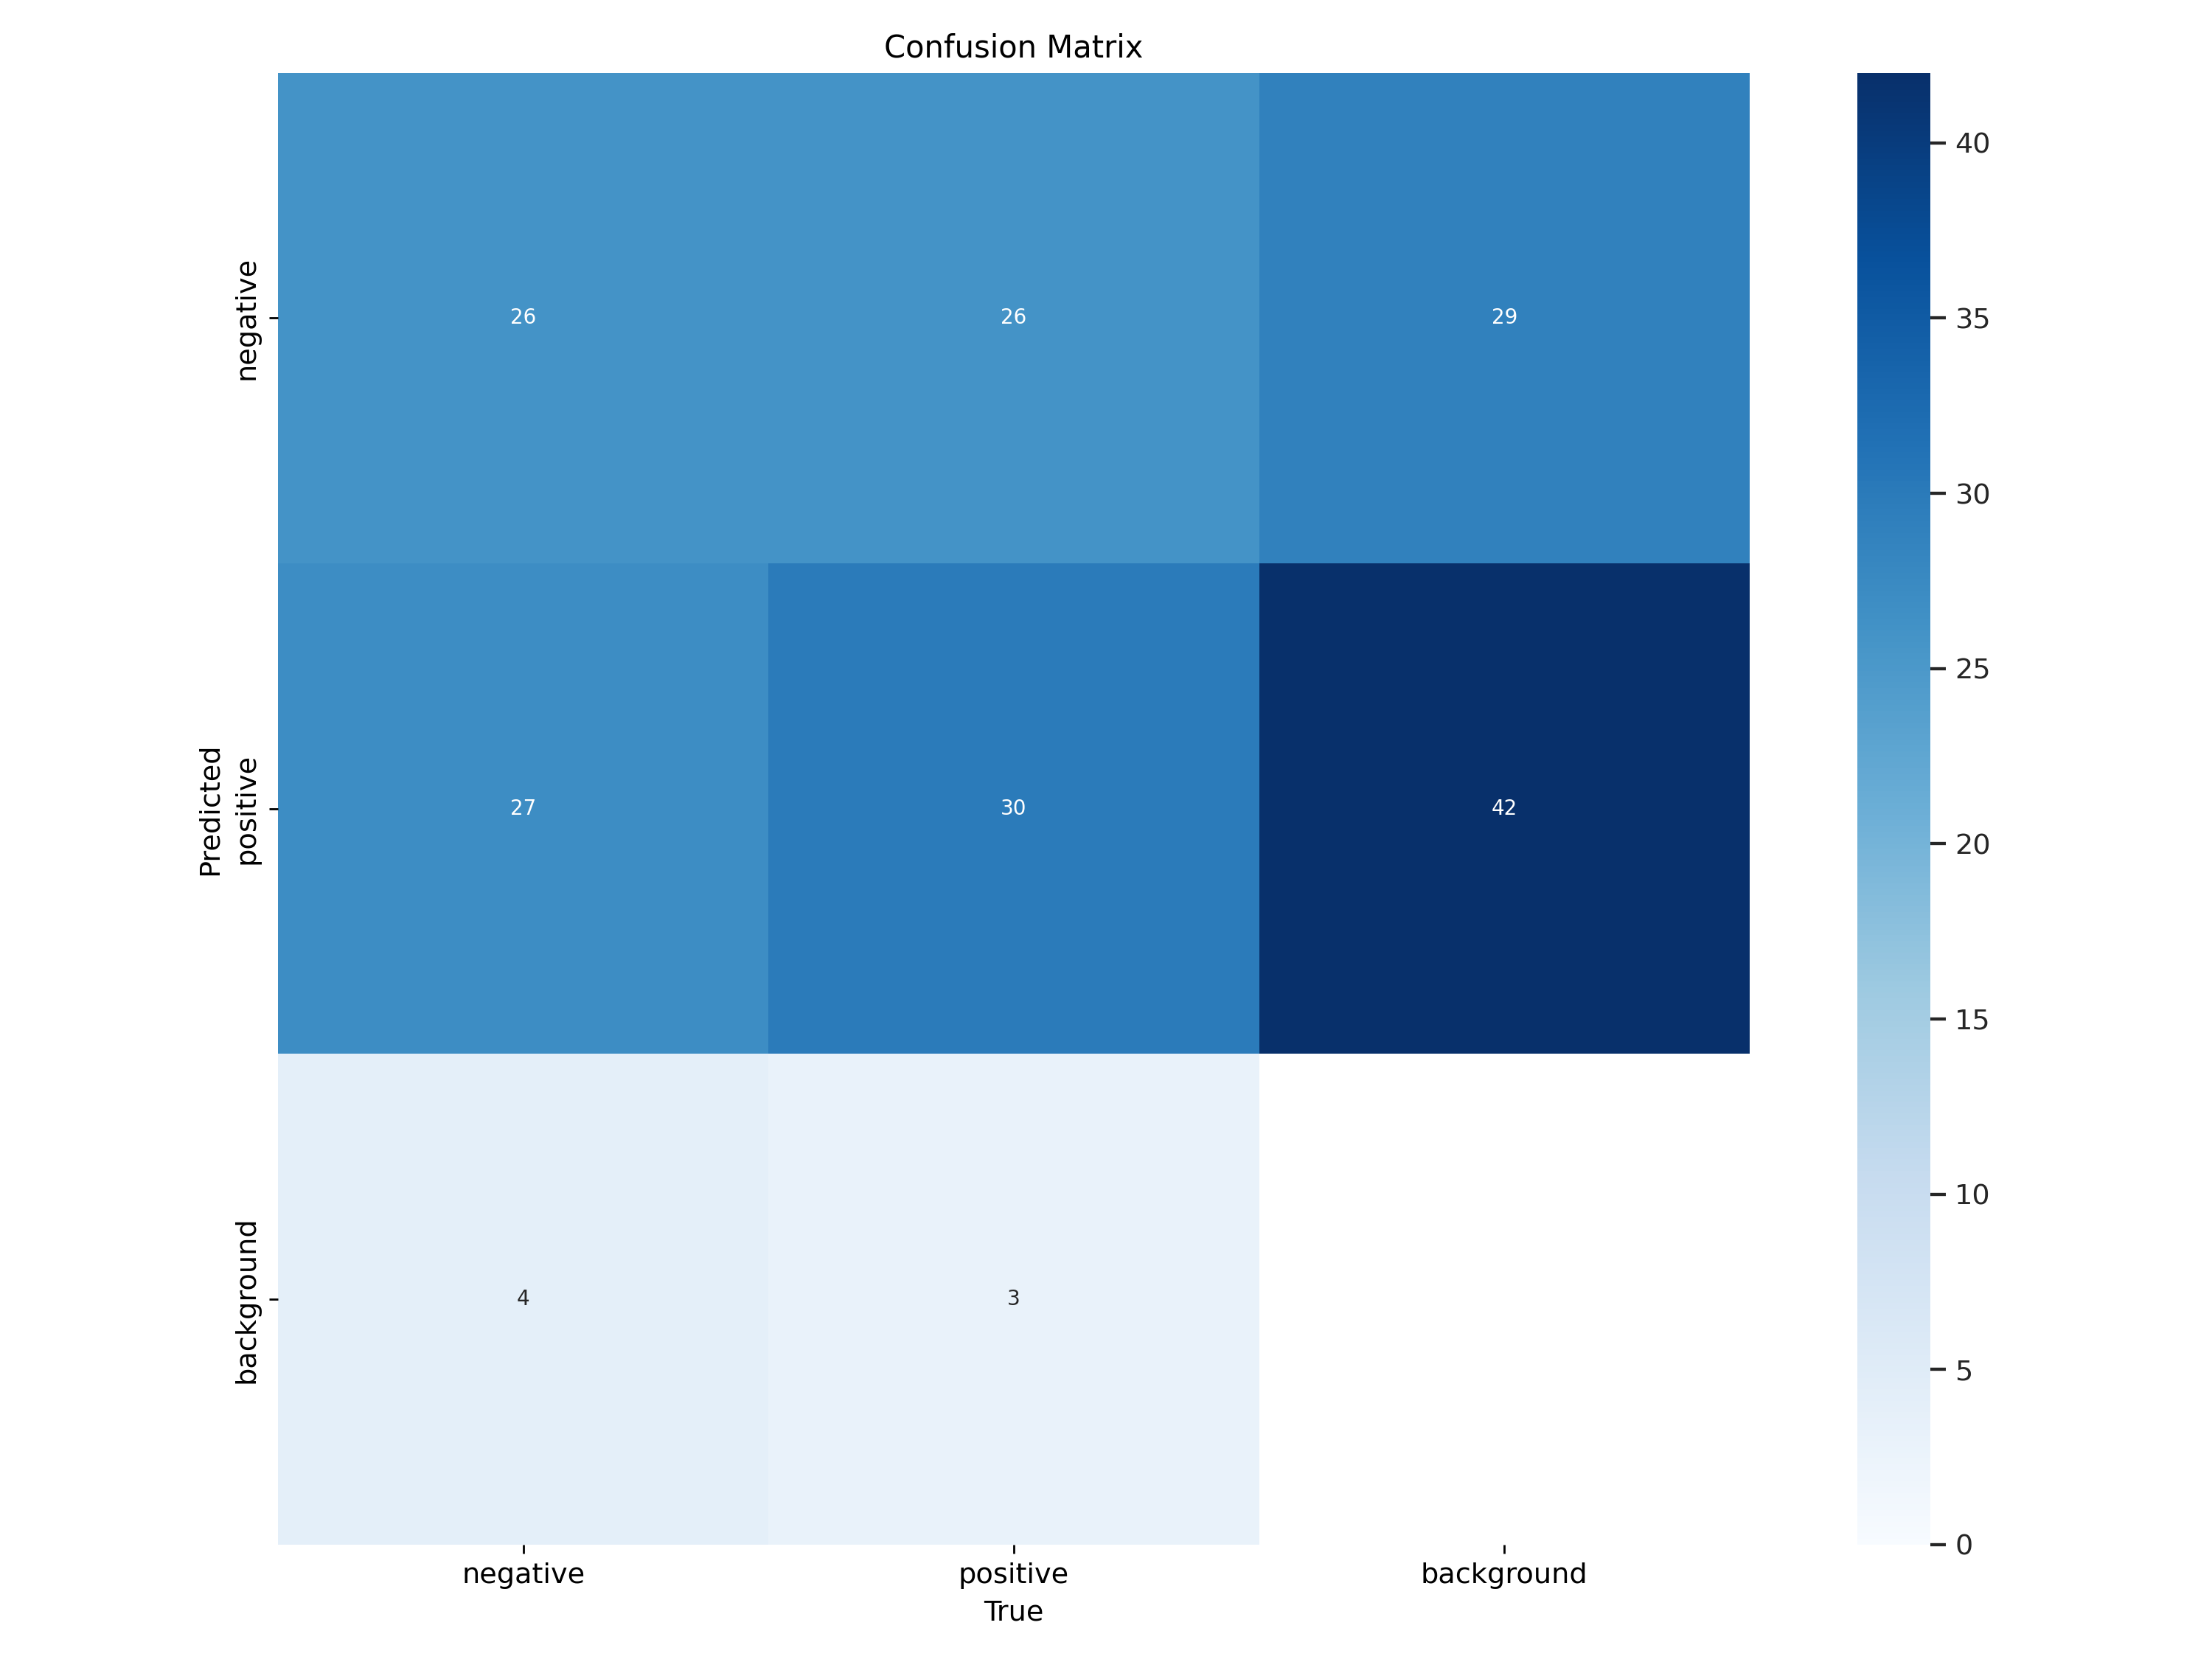 Confusion Matrix
negative
26 26 29
Predicted
positive
27 30 42
background
4 3
negative positive background
True
40
35
30
25
20
15
10
5
0